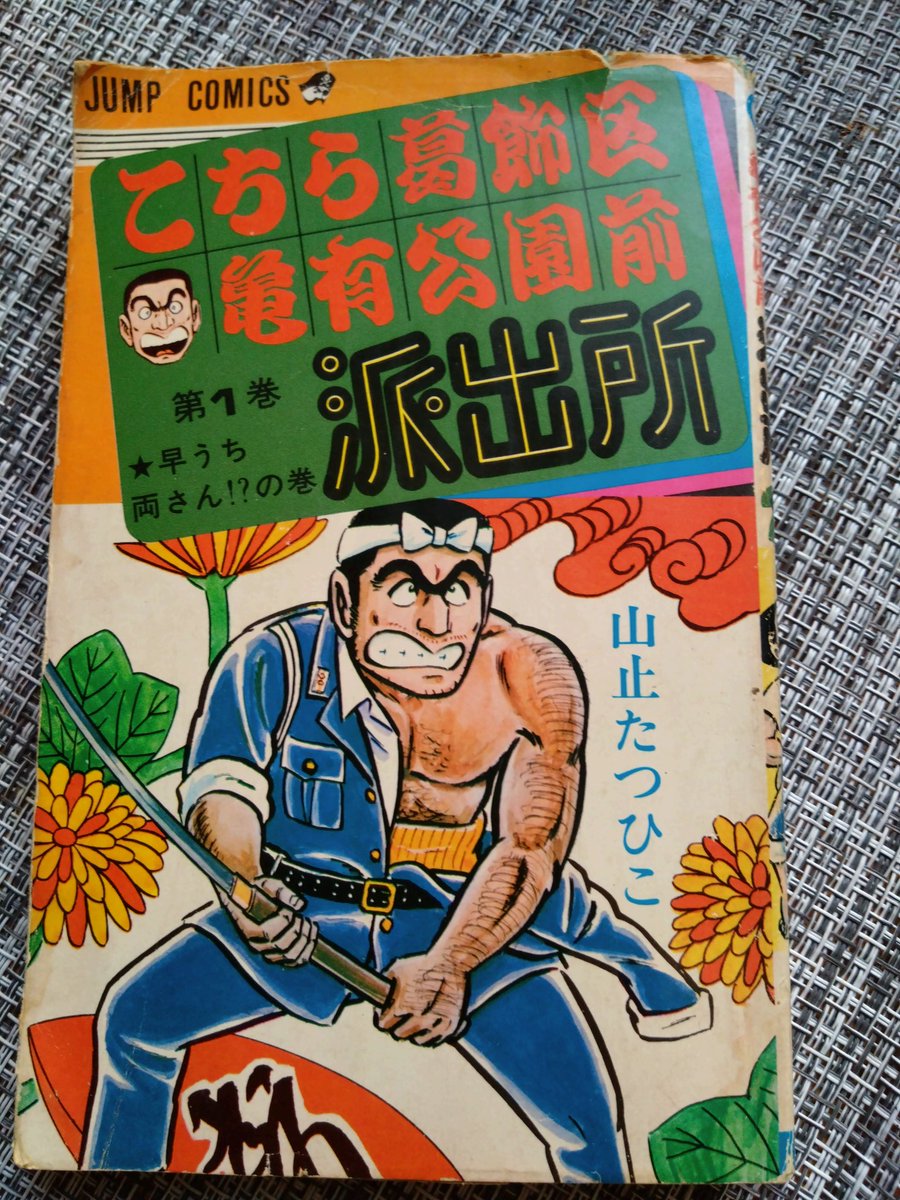 JUMP COMICS
こちら葛飾区
亀有公園前
派出所
第1巻
★早うち
両さん!?の巻
山止たつひこ